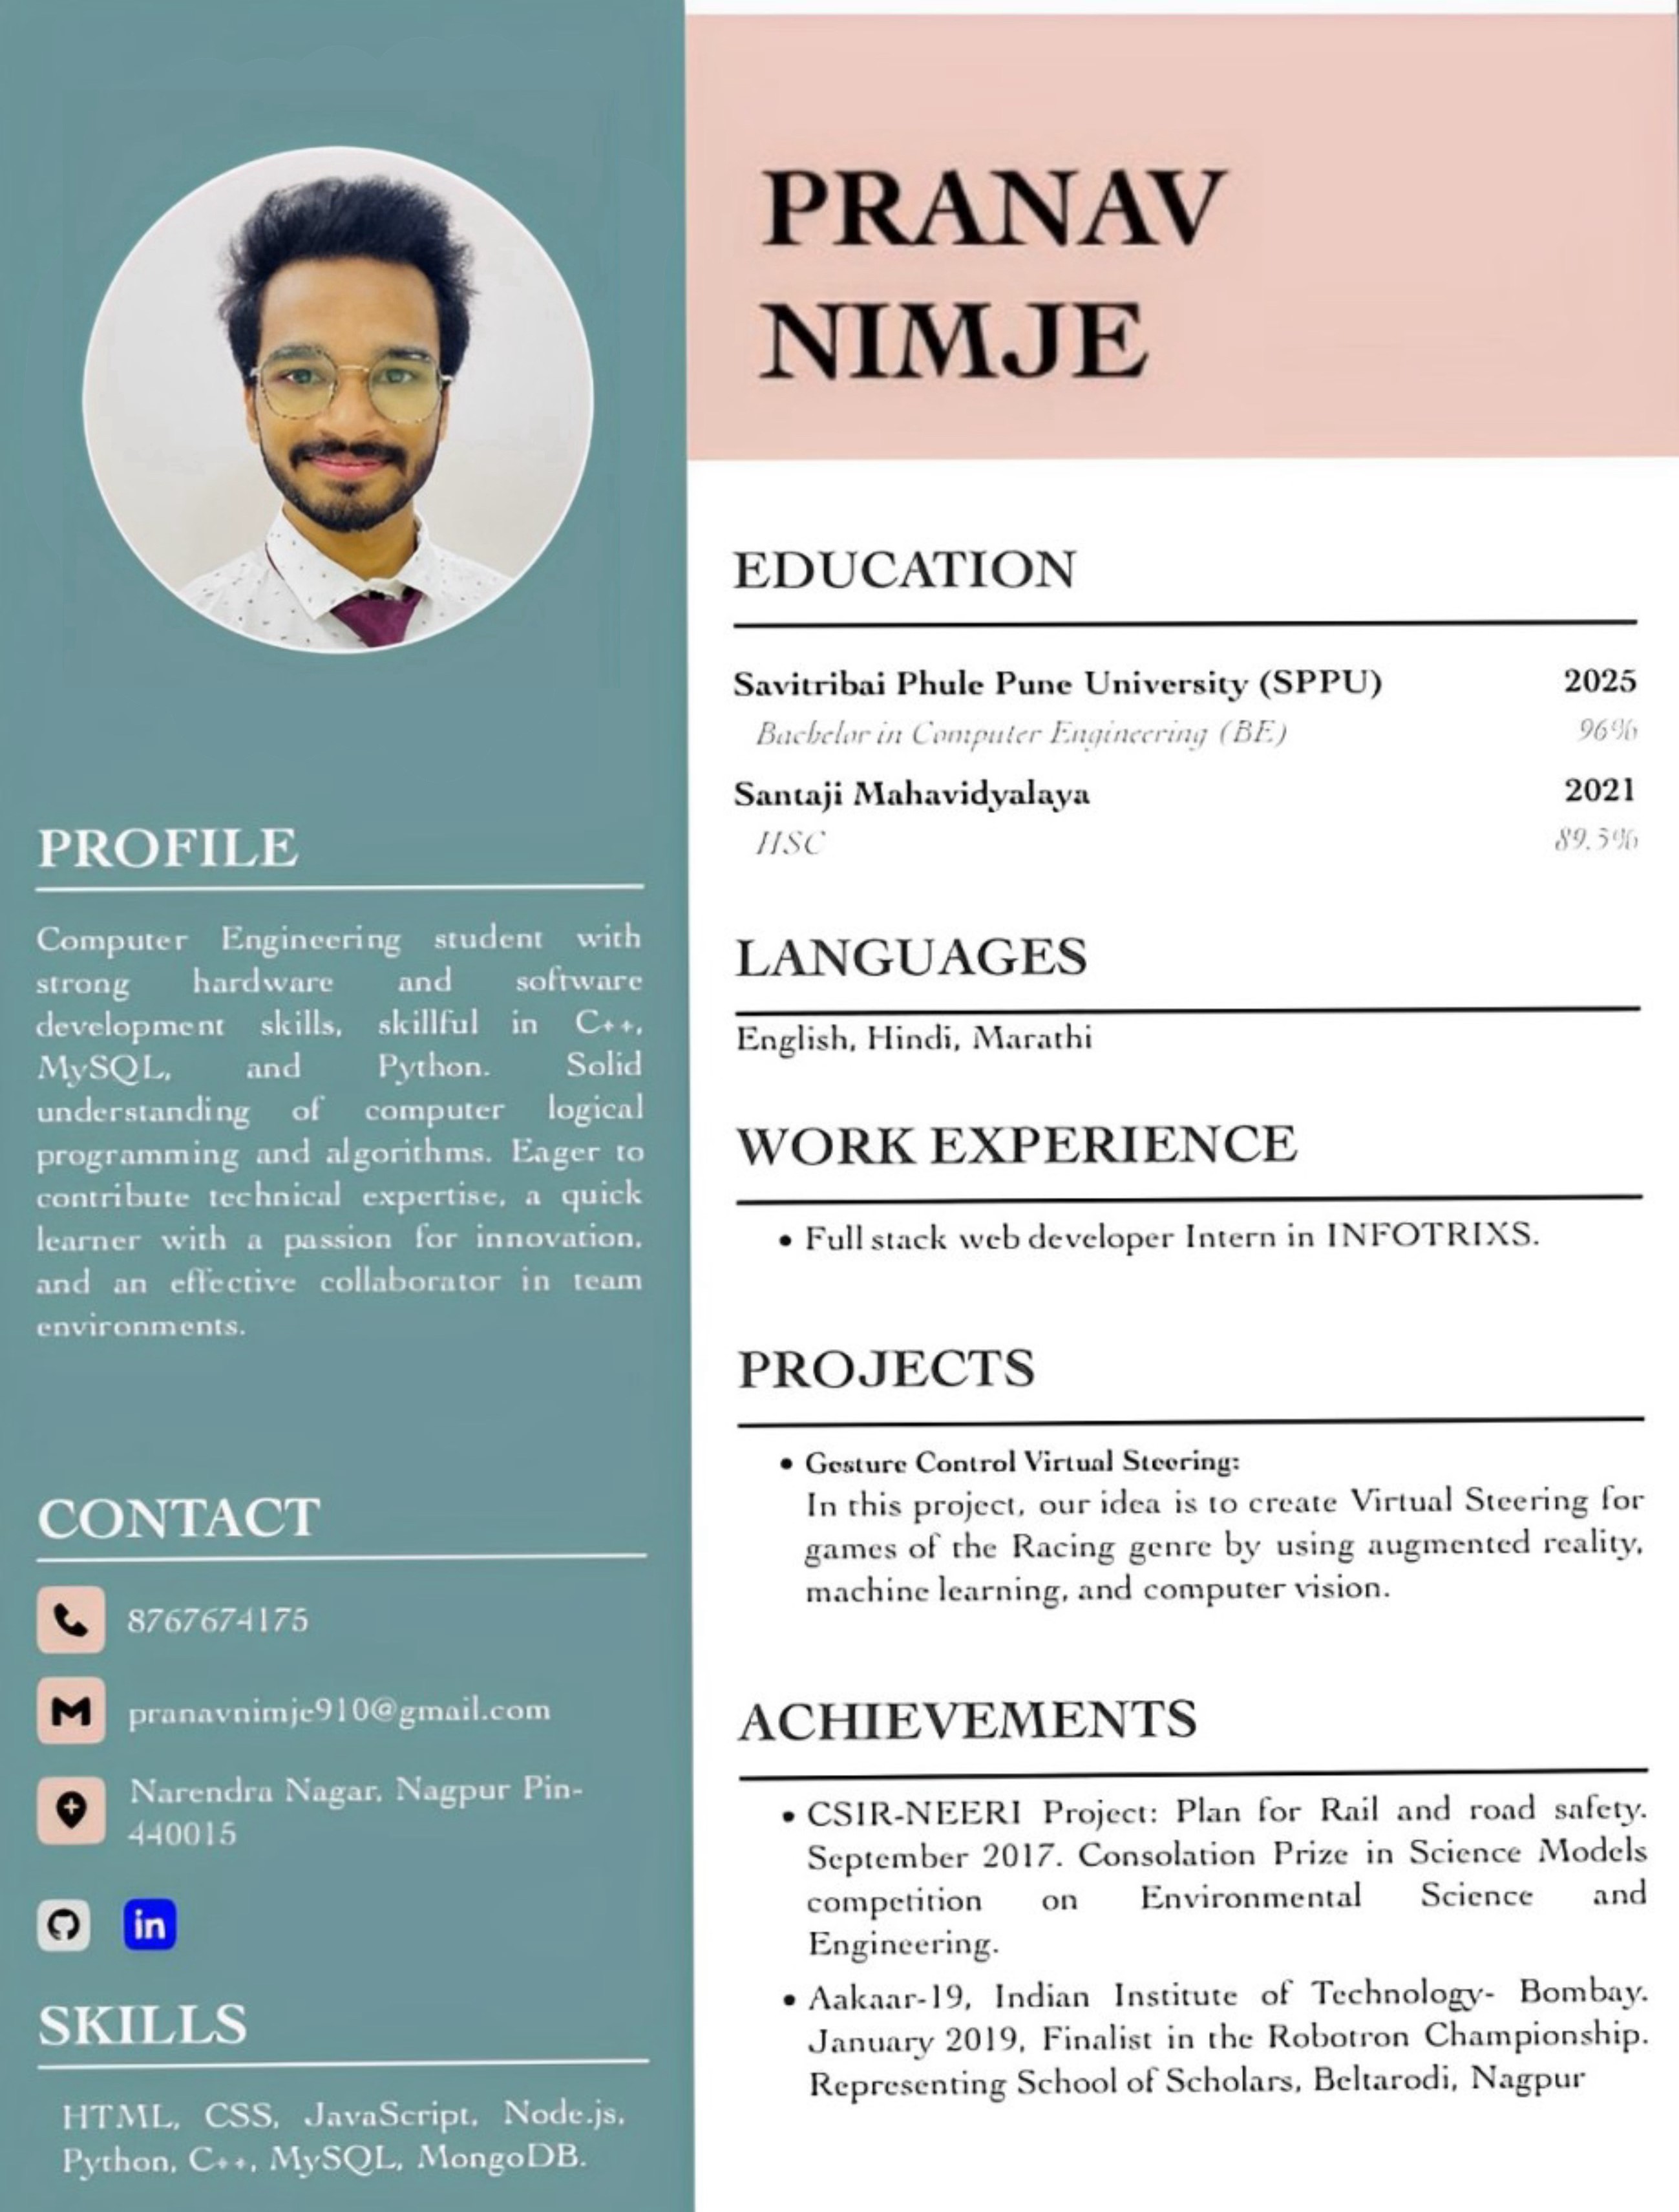 PRANAV
NIMJE
PROFILE
Computer Engineering student with
strong hardware and software
development skills, skillful in C++,
MySQL, and Python. Solid
understanding of computer logical
programming and algorithms. Eager to
contribute technical expertise, a quick
learner with a passion for innovation,
and an effective collaborator in team
environments.
CONTACT
8767674175
pranavnimje910@gmail.com
Narendra Nagar, Nagpur Pin-
440015
in
SKILLS
HTML, CSS, JavaScript, Node.js,
Python, C++, MySQL, MongoDB.
EDUCATION
Savitribai Phule Pune University (SPPU) 2025
Bachelor in Computer Engineering (BE) 96%
Santaji Mahavidyalaya 2021
HSC 89.5%
LANGUAGES
English, Hindi, Marathi
WORK EXPERIENCE
• Full stack web developer Intern in INFOTRIXS.
PROJECTS
• Gesture Control Virtual Steering:
In this project, our idea is to create Virtual Steering for
games of the Racing genre by using augmented reality,
machine learning, and computer vision.
ACHIEVEMENTS
• CSIR-NEERI Project: Plan for Rail and road safety.
September 2017. Consolation Prize in Science Models
competition on Environmental Science and
Engineering.
• Aakaar-19, Indian Institute of Technology- Bombay.
January 2019, Finalist in the Robotron Championship.
Representing School of Scholars, Beltarodi, Nagpur